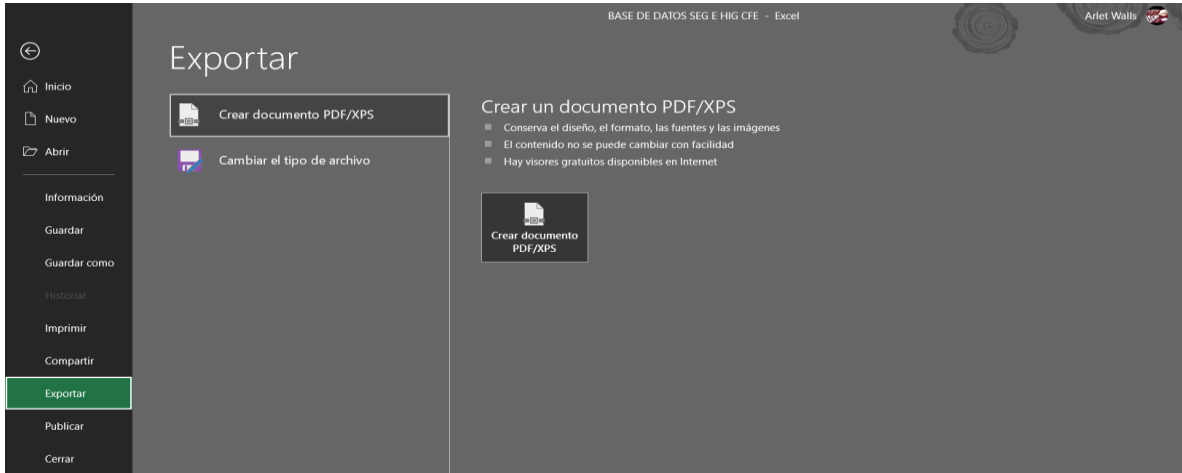 BASE DE DATOS SEG E HIG CFE - Excel
Arlet Walls
Exportar
Inicio
Nuevo
Abrir
Información
Guardar
Guardar como
Historial
Imprimir
Compartir
Exportar
Publicar
Cerrar
Crear documento PDF/XPS
Cambiar el tipo de archivo
Crear un documento PDF/XPS
Conserva el diseño, el formato, las fuentes y las imágenes
El contenido no se puede cambiar con facilidad
Hay visores gratuitos disponibles en Internet
Crear documento
PDF/XPS